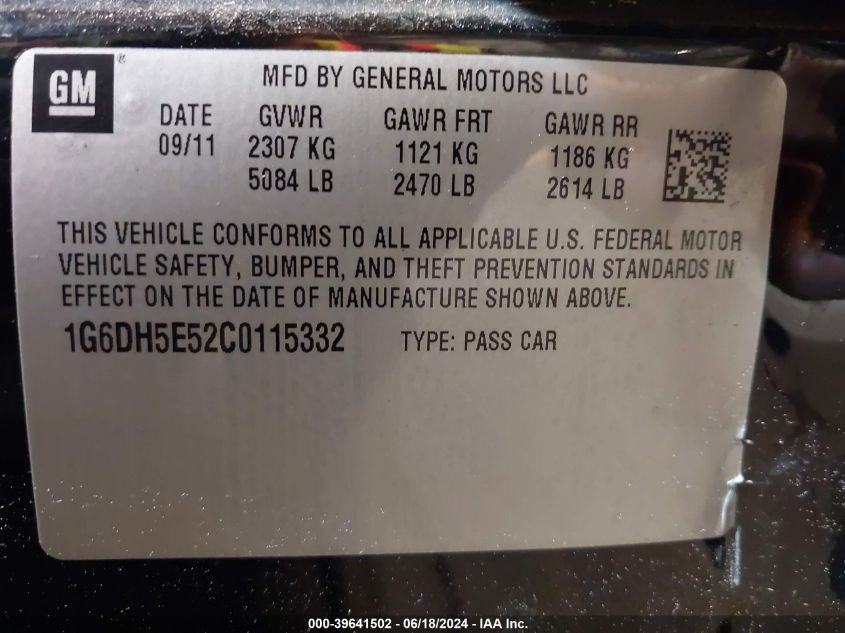 GM
MFD BY GENERAL MOTORS LLC
DATE GVWR GAWR FRT GAWR RR
09/11 2307 KG 1121 KG 1186 KG
5084 LB 2470 LB 2614 LB
THIS VEHICLE CONFORMS TO ALL APPLICABLE U.S. FEDERAL MOTOR
VEHICLE SAFETY, BUMPER, AND THEFT PREVENTION STANDARDS IN
EFFECT ON THE DATE OF MANUFACTURE SHOWN ABOVE.
1G6DH5E52C0115332 TYPE: PASS CAR
000-39641502 - 06/18/2024 - IAA Inc.